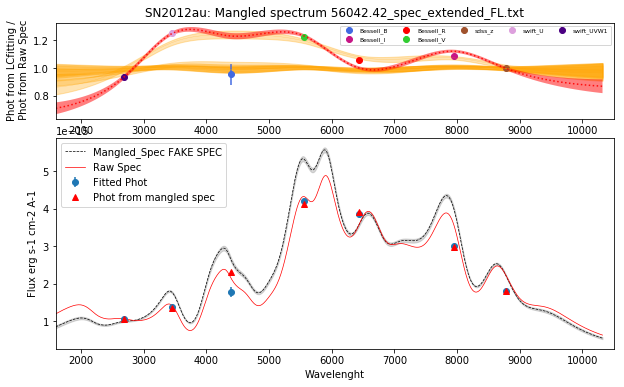 SN2012au: Mangled spectrum 56042.42_spec_extended_FL.txt
Phot from LCfitting /
Phot from Raw Spec
1.2
1.0
0.8
Bessell_B
Bessell_R
sdss_z
swift_U
swift_UVW1
Bessell_I
Bessell_V
2000 3000 4000 5000 6000 7000 8000 9000 10000
Flux erg s-1 cm-2 A-1
5
4
3
2
1
Mangled_Spec FAKE SPEC
Raw Spec
Fitted Phot
Phot from mangled spec
2000 3000 4000 5000 6000 7000 8000 9000 10000
Wavelenght